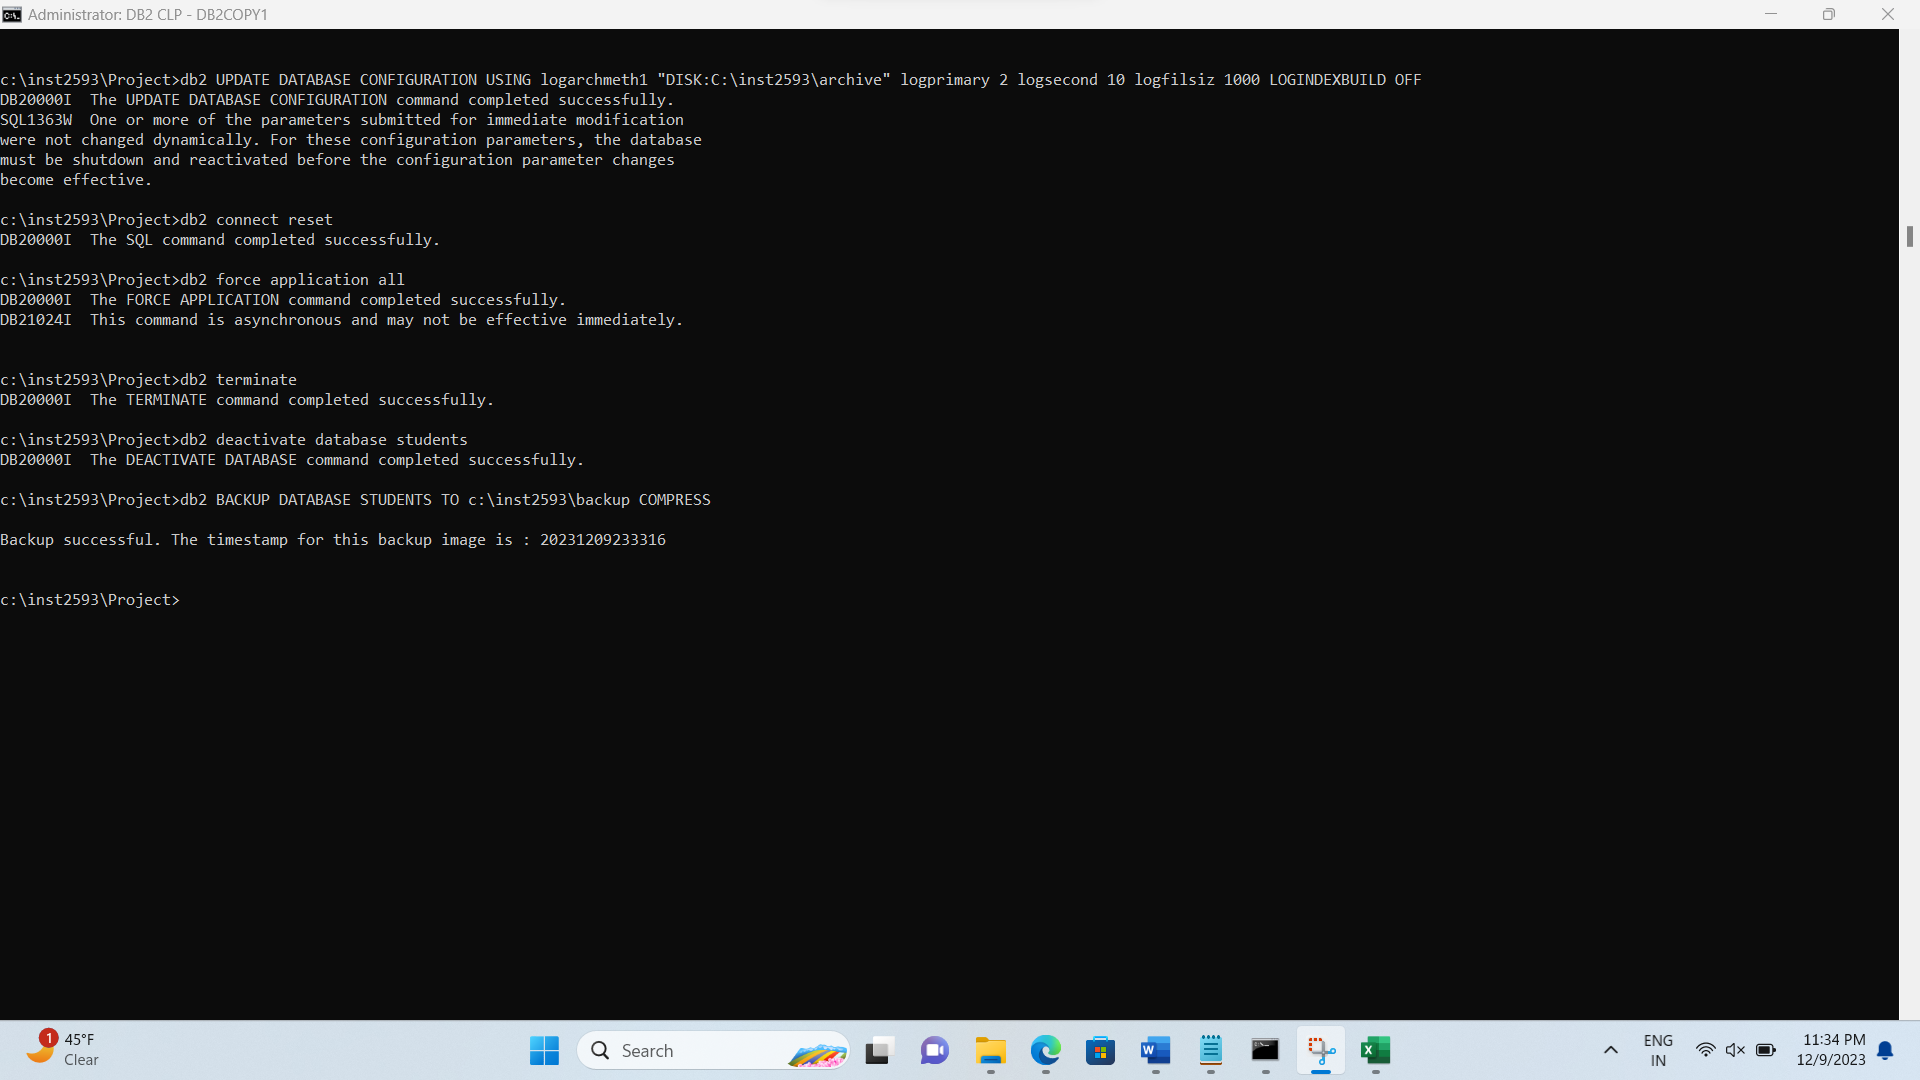 Administrator: DB2 CLP - DB2COPY1
c:\inst2593\Project>db2 UPDATE DATABASE CONFIGURATION USING logarchmeth1 "DISK:C:\inst2593\archive" logprimary 2 logsecond 10 logfilsiz 1000 LOGINDEXBUILD OFF
DB20000I  The UPDATE DATABASE CONFIGURATION command completed successfully.
SQL1363W  One or more of the parameters submitted for immediate modification
were not changed dynamically. For these configuration parameters, the database
must be shutdown and reactivated before the configuration parameter changes
become effective.
c:\inst2593\Project>db2 connect reset
DB20000I  The SQL command completed successfully.
c:\inst2593\Project>db2 force application all
DB20000I  The FORCE APPLICATION command completed successfully.
DB21024I  This command is asynchronous and may not be effective immediately.
c:\inst2593\Project>db2 terminate
DB20000I  The TERMINATE command completed successfully.
c:\inst2593\Project>db2 deactivate database students
DB20000I  The DEACTIVATE DATABASE command completed successfully.
c:\inst2593\Project>db2 BACKUP DATABASE STUDENTS TO c:\inst2593\backup COMPRESS
Backup successful. The timestamp for this backup image is : 20231209233316
c:\inst2593\Project>
1
45°F
Clear
Search
ENG
IN
11:34 PM
12/9/2023